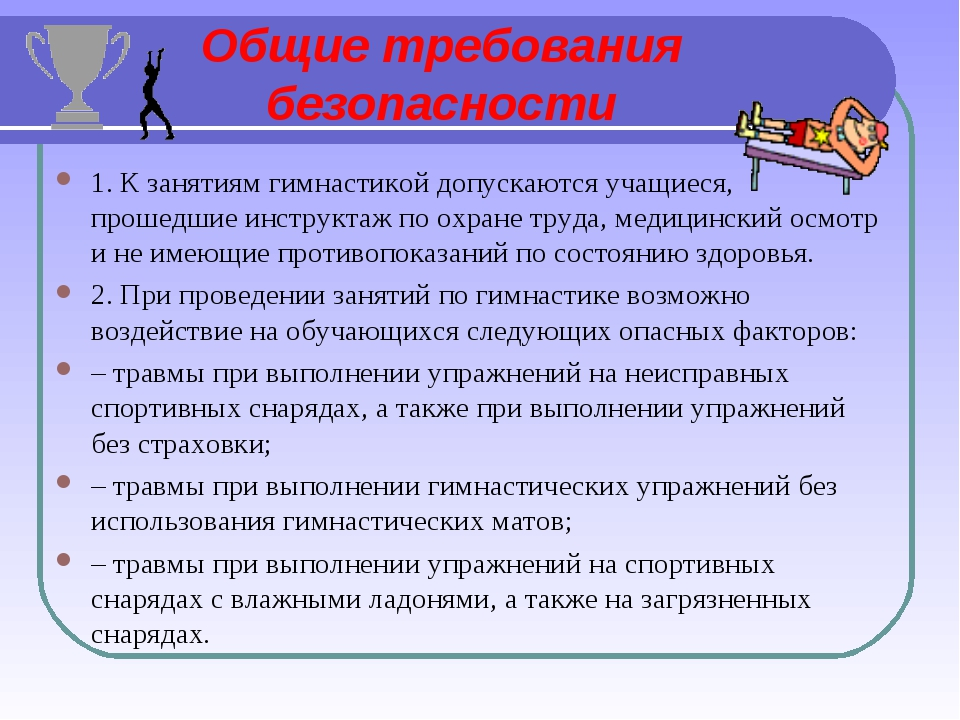 Общие требования
безопасности
1. К занятиям гимнастикой допускаются учащиеся,
прошедшие инструктаж по охране труда, медицинский осмотр
и не имеющие противопоказаний по состоянию здоровья.
2. При проведении занятий по гимнастике возможно
воздействие на обучающихся следующих опасных факторов:
– травмы при выполнении упражнений на неисправных
спортивных снарядах, а также при выполнении упражнений
без страховки;
– травмы при выполнении гимнастических упражнений без
использования гимнастических матов;
– травмы при выполнении упражнений на спортивных
снарядах с влажными ладонями, а также на загрязненных
снарядах.